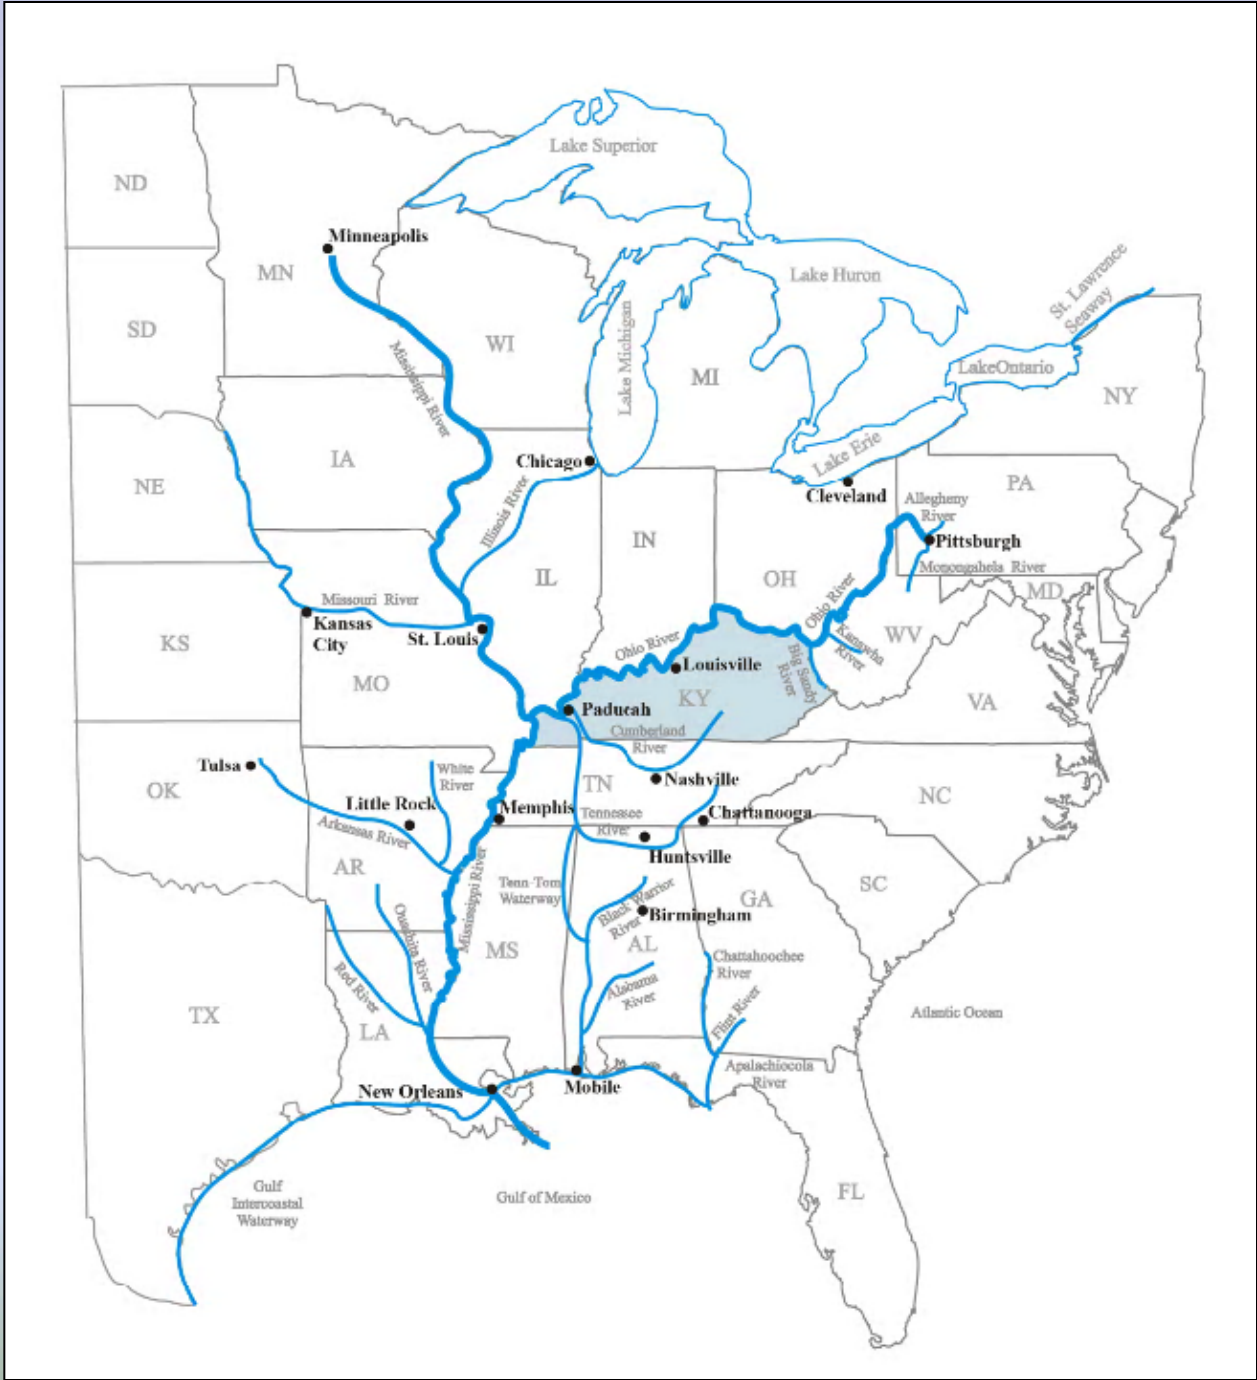 Lake Superior
ND
Minneapolis
MN
Lake Huron
St. Lawrence
Seaway
SD
WI
Lake Michigan
MI
Mississippi River
LakeOntario
NY
IA
Chicago
Lake Erie
NE
Cleveland
PA
Allegheny
River
Illinois River
IN
Pittsburgh
Monongahela River
IL
OH
MD
Missouri River
Ohio River
Kansas
City
St. Louis
KS
WV
Kanawha
River
Ohio River
Louisville
Big Sandy
River
MO
KY
VA
Paducah
Cumberland
River
Tulsa
White
River
TN
Nashville
OK
NC
Little Rock
Memphis
Tennessee
River
Chattanooga
Arkansas River
Huntsville
AR
Mississippi River
Tenn-Tom
Waterway
SC
GA
Black Warrior
River
Birmingham
Ouachita River
MS
AL
Chattahoochee
River
Red River
Alabama
River
Flint River
TX
LA
Atlantic Ocean
Apalachiocola
River
New Orleans
Mobile
Gulf
Intercoastal
Waterway
Gulf of Mexico
FL